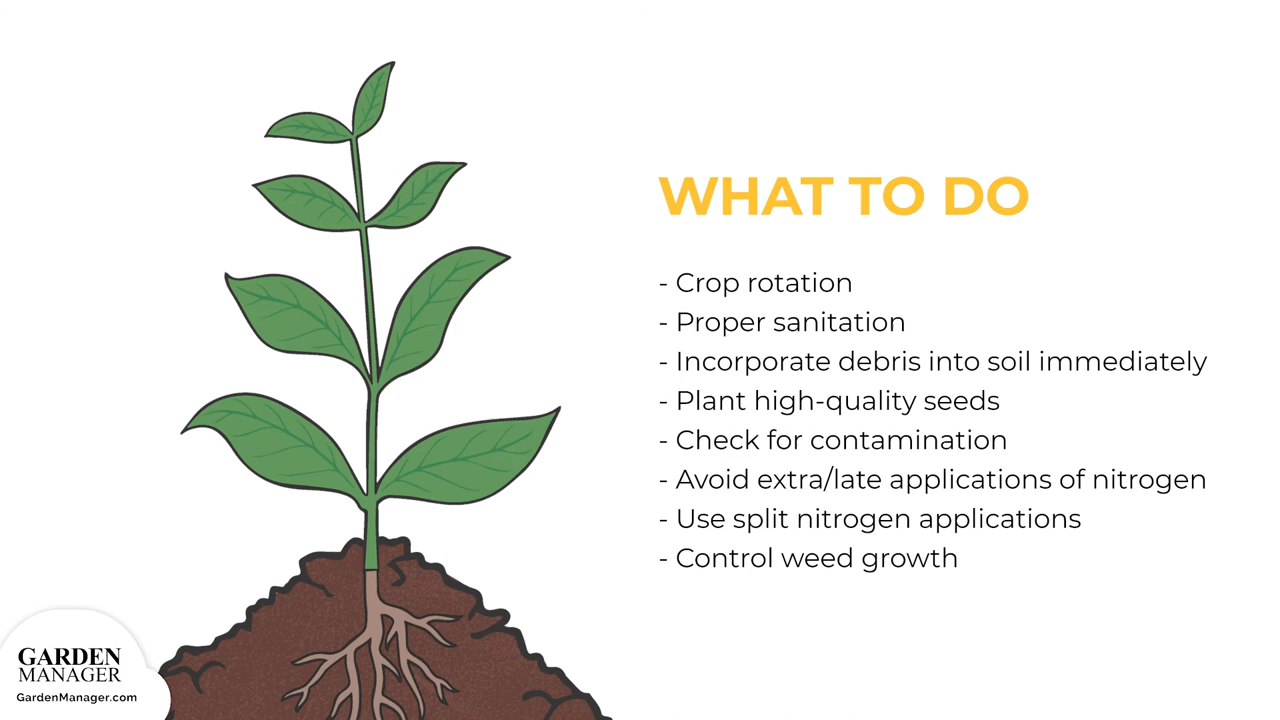 WHAT TO DO
- Crop rotation
- Proper sanitation
- Incorporate debris into soil immediately
- Plant high-quality seeds
- Check for contamination
- Avoid extra/late applications of nitrogen
- Use split nitrogen applications
- Control weed growth
GARDEN
MANAGER
GardenManager.com